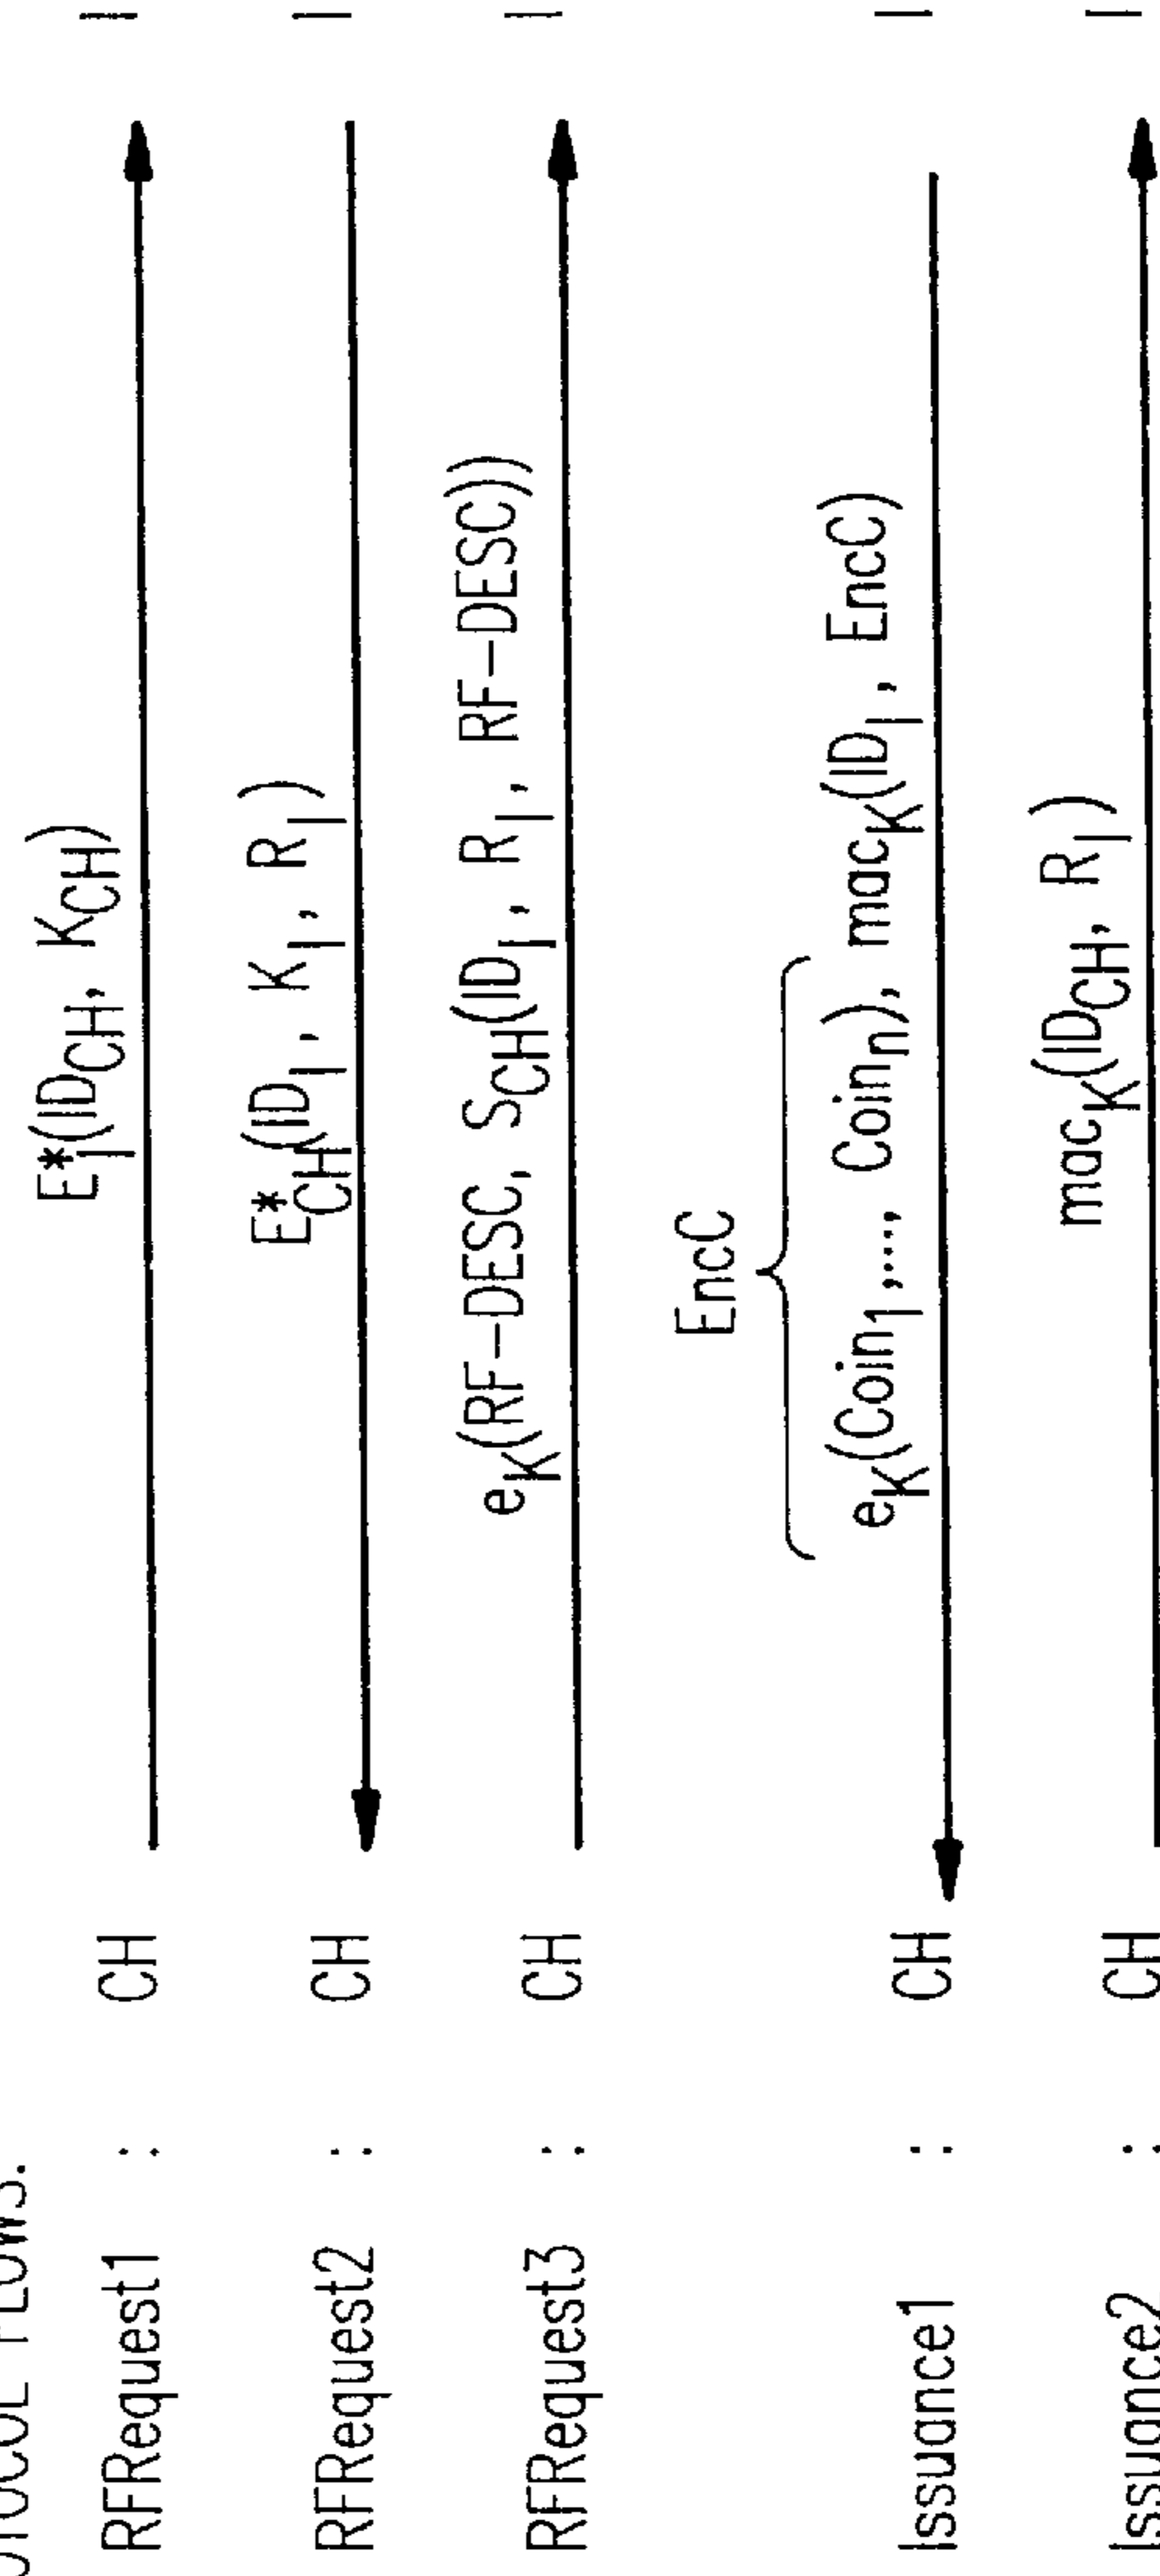 FLOWS:
RFRequest1 : CH E*I(IDCH, KCH) I
RFRequest2 : CH E*CH(IDI, KI, RI) I
RFRequest3 : CH eK(RF-DESC, SCH(IDI, RI, RF-DESC)) I
EncC
Issuance1 : CH eK(Coin1,..., Coinn), macK(IDI, EncC) I
Issuance2 : CH macK(IDCH, RI) I